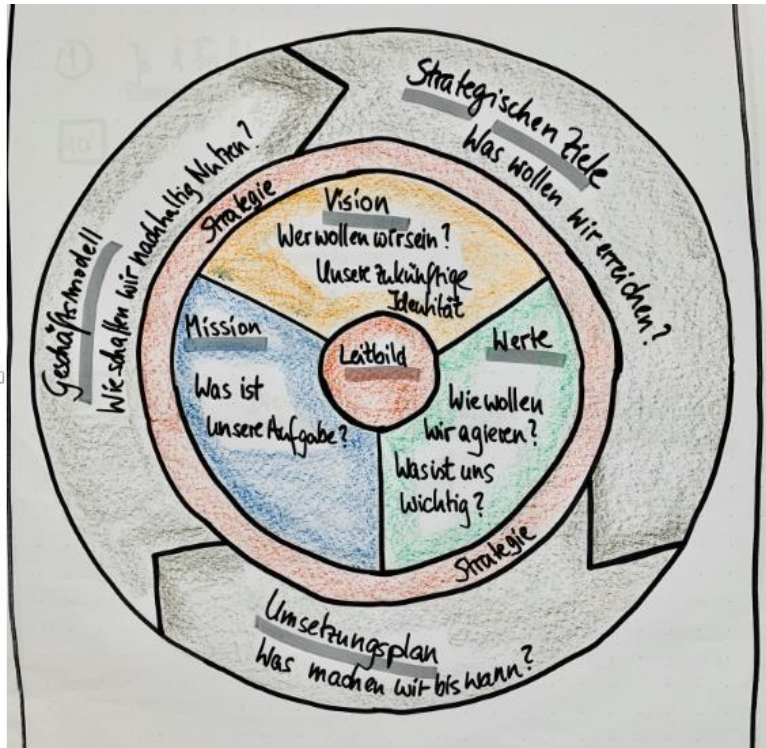 Strategischen Ziele
Was wollen wir erreichen?
Geschäftsmodell
Wie schaffen wir nachhaltig Nutzen?
Strategie
Vision
Wer wollen wir sein?
Unsere zukünftige
Identität
Mission
Was ist
unsere Aufgabe?
Leitbild
Werte
Wie wollen
wir agieren?
Was ist uns
wichtig?
Strategie
Umsetzungsplan
Was machen wir bis wann?